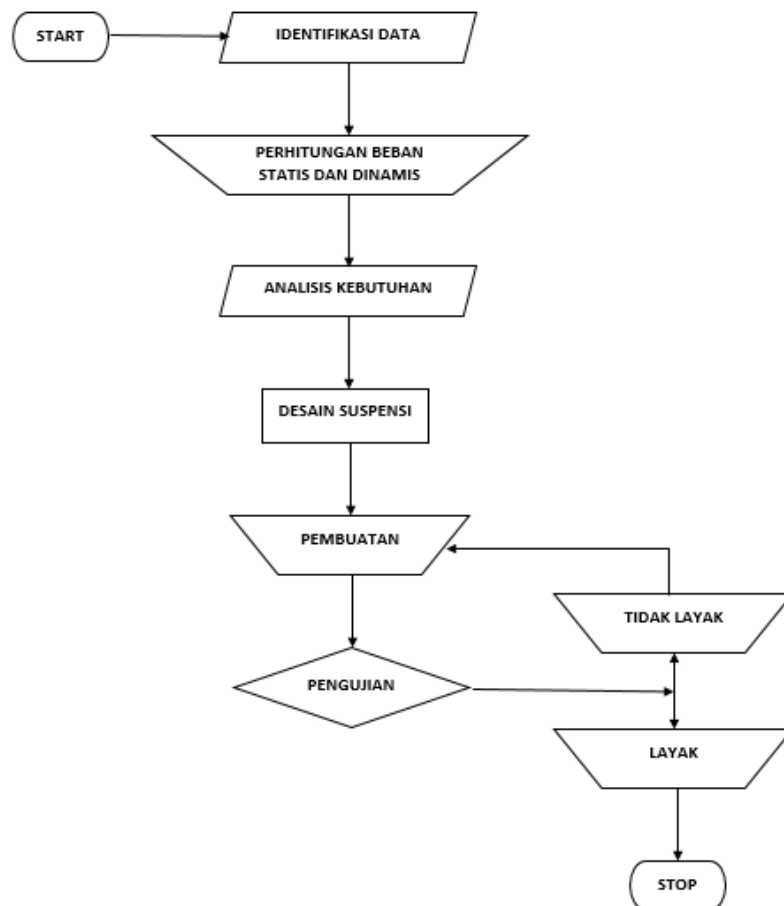 START
IDENTIFIKASI DATA
PERHITUNGAN BEBAN
STATIS DAN DINAMIS
ANALISIS KEBUTUHAN
DESAIN SUSPENSI
PEMBUATAN
TIDAK LAYAK
PENGUJIAN
LAYAK
STOP